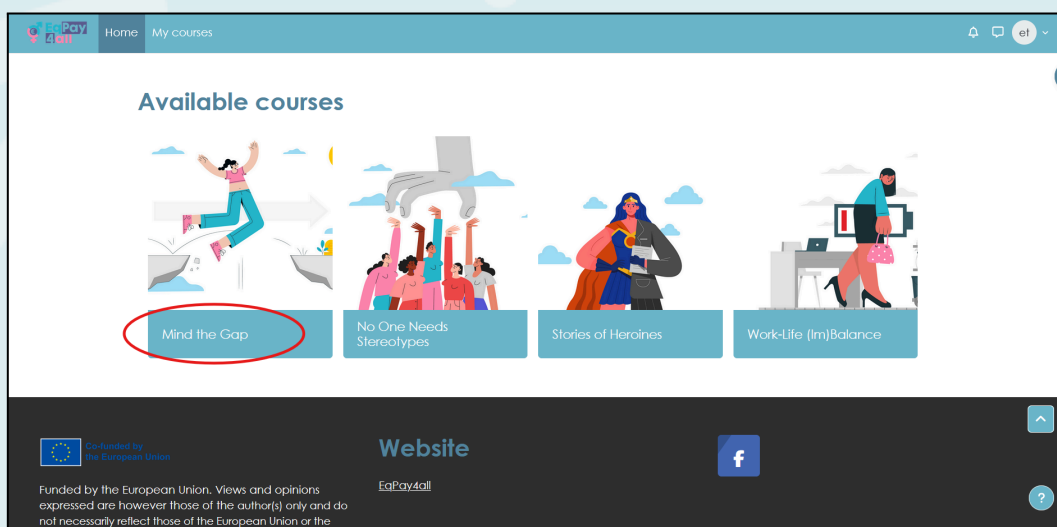 EqPay
4all
Home
My courses
et
Available courses
Mind the Gap
No One Needs
Stereotypes
Stories of Heroines
Work-Life (Im)Balance
Co-funded by
the European Union
Website
EqPay4all
f
Funded by the European Union. Views and opinions
expressed are however those of the author(s) only and do
not necessarily reflect those of the European Union or the
?